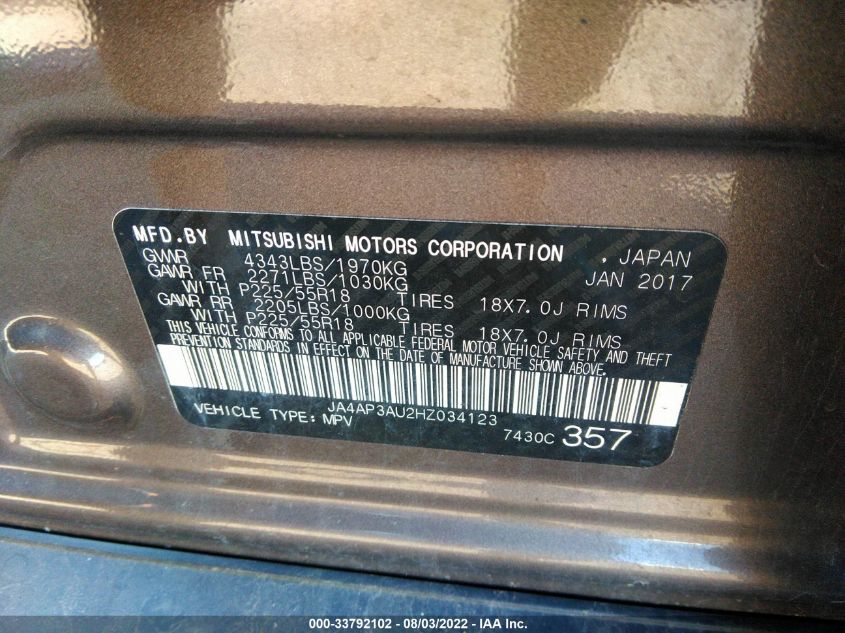 MFD.BY MITSUBISHI MOTORS CORPORATION , JAPAN
GVWR 4343LBS/1970KG JAN 2017
GAWR FR 2271LBS/1030KG
WITH P225/55R18 TIRES 18X7.0J RIMS
GAWR RR 2205LBS/1000KG
WITH P225/55R18 TIRES 18X7.0J RIMS
THIS VEHICLE CONFORMS TO ALL APPLICABLE FEDERAL MOTOR VEHICLE SAFETY AND THEFT
PREVENTION STANDARDS IN EFFECT ON THE DATE OF MANUFACTURE SHOWN ABOVE.
JA4AP3AU2HZ034123
VEHICLE TYPE:MPV 7430C 357
000-33792102 - 08/03/2022 - IAA Inc.